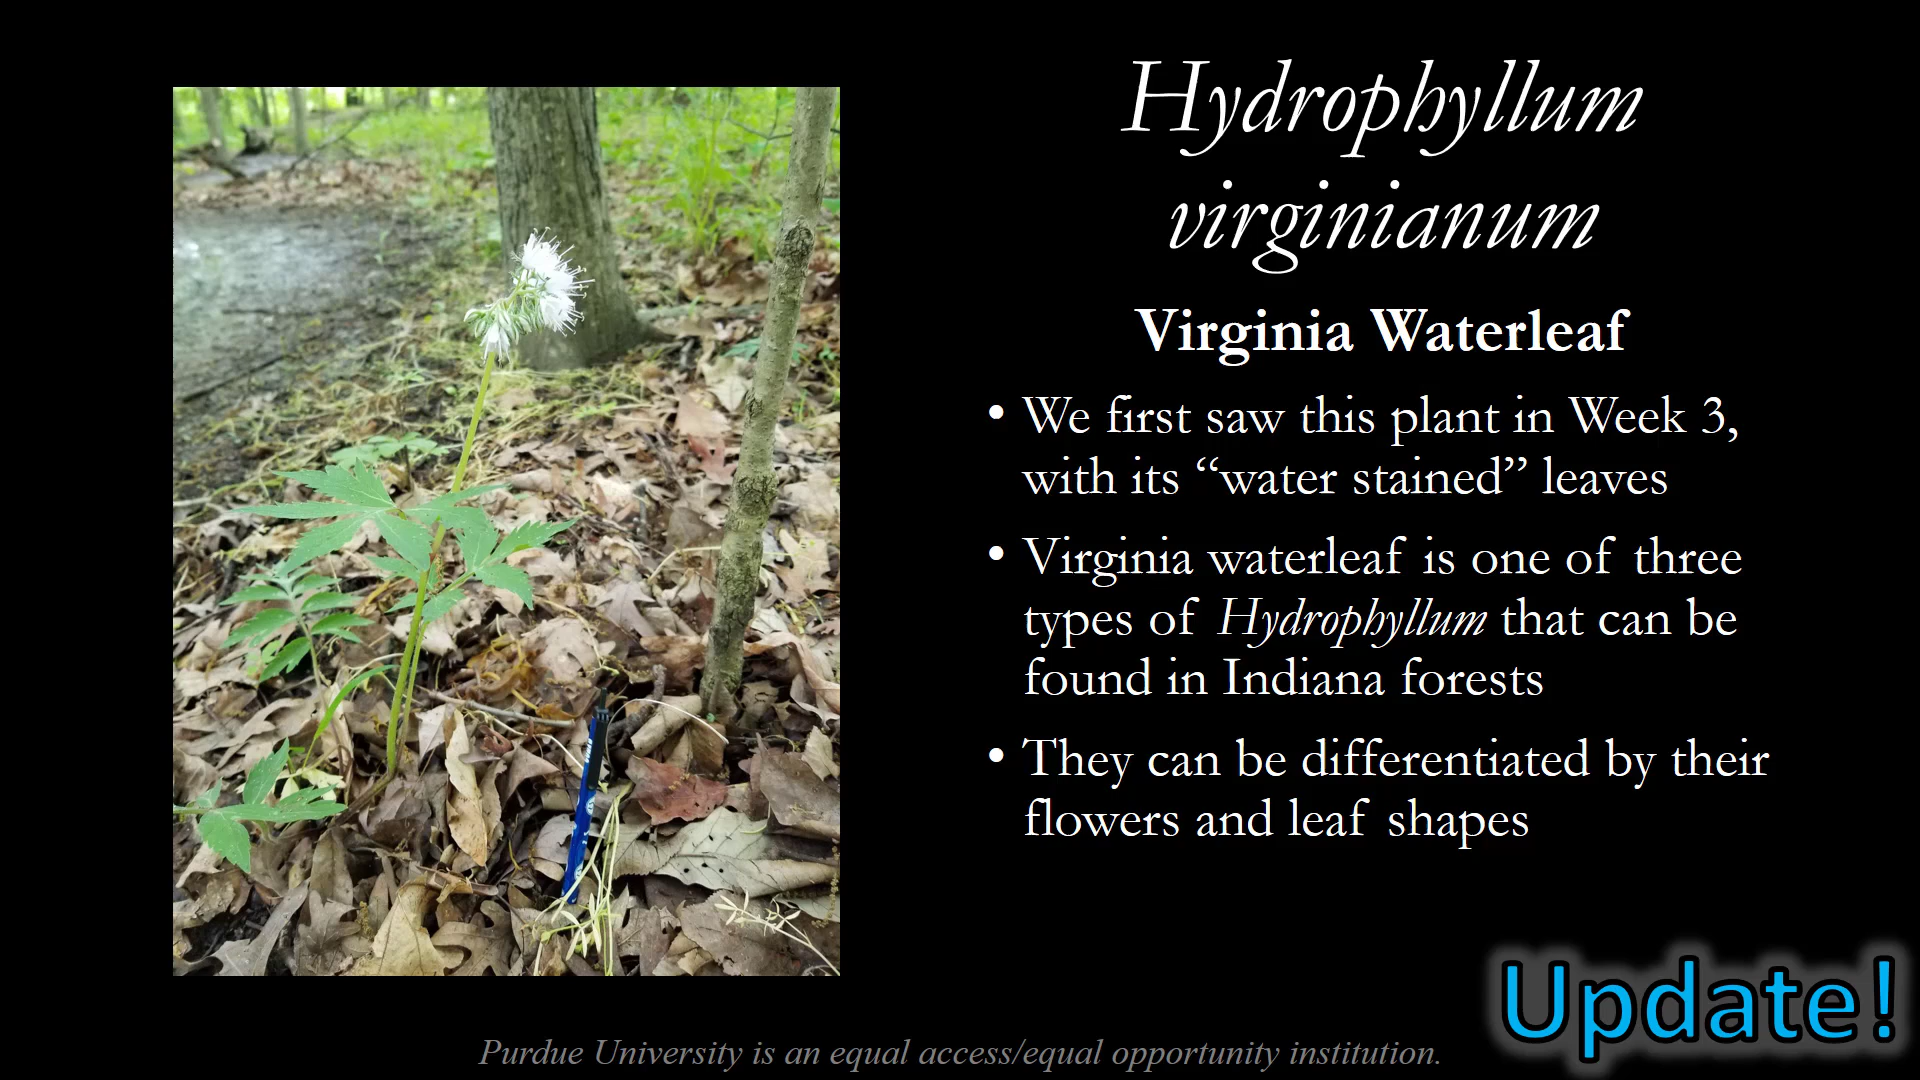 Hydrophyllum
virginianum
Virginia Waterleaf
• We first saw this plant in Week 3,
with its “water stained” leaves
• Virginia waterleaf is one of three
types of Hydrophyllum that can be
found in Indiana forests
• They can be differentiated by their
flowers and leaf shapes
Update!
Purdue University is an equal access/equal opportunity institution.